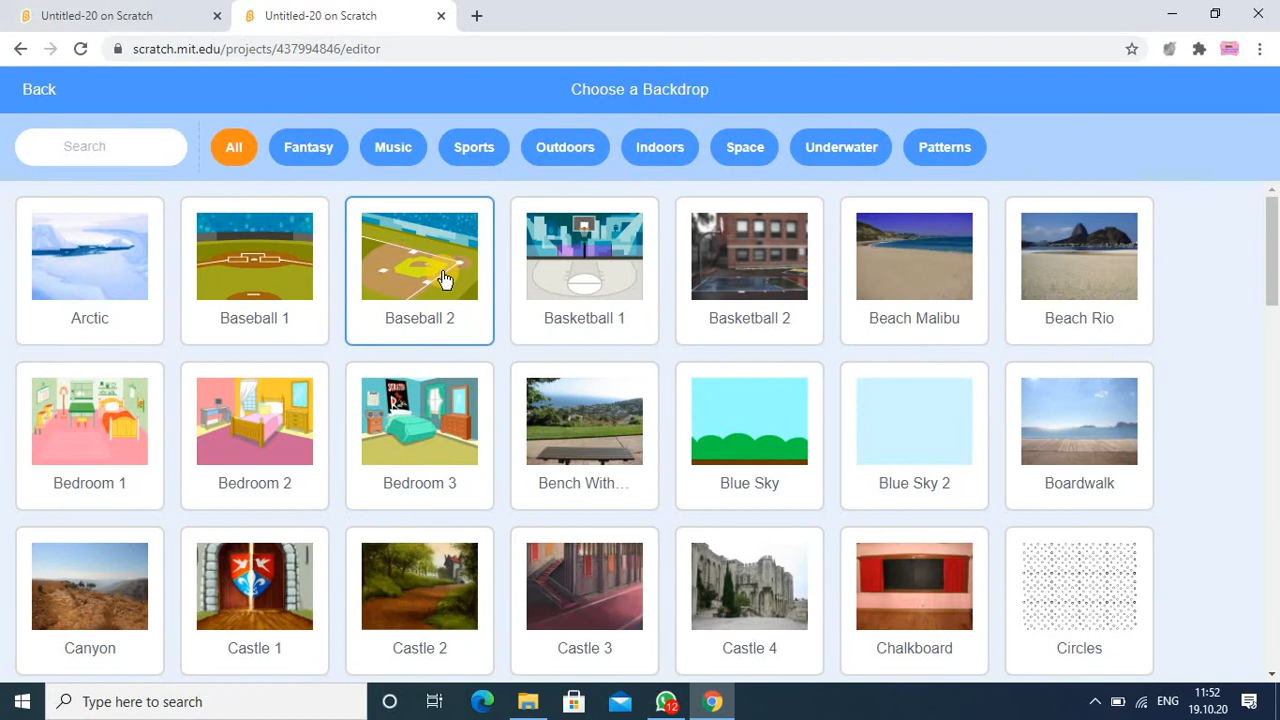 Untitled-20 on Scratch
Untitled-20 on Scratch
scratch.mit.edu/projects/437994846/editor
Back
Choose a Backdrop
Search
All
Fantasy
Music
Sports
Outdoors
Indoors
Space
Underwater
Patterns
Arctic
Baseball 1
Baseball 2
Basketball 1
Basketball 2
Beach Malibu
Beach Rio
Bedroom 1
Bedroom 2
Bedroom 3
Bench With...
Blue Sky
Blue Sky 2
Boardwalk
Canyon
Castle 1
Castle 2
Castle 3
Castle 4
Chalkboard
Circles
Type here to search
12
ENG
11:52
19.10.20